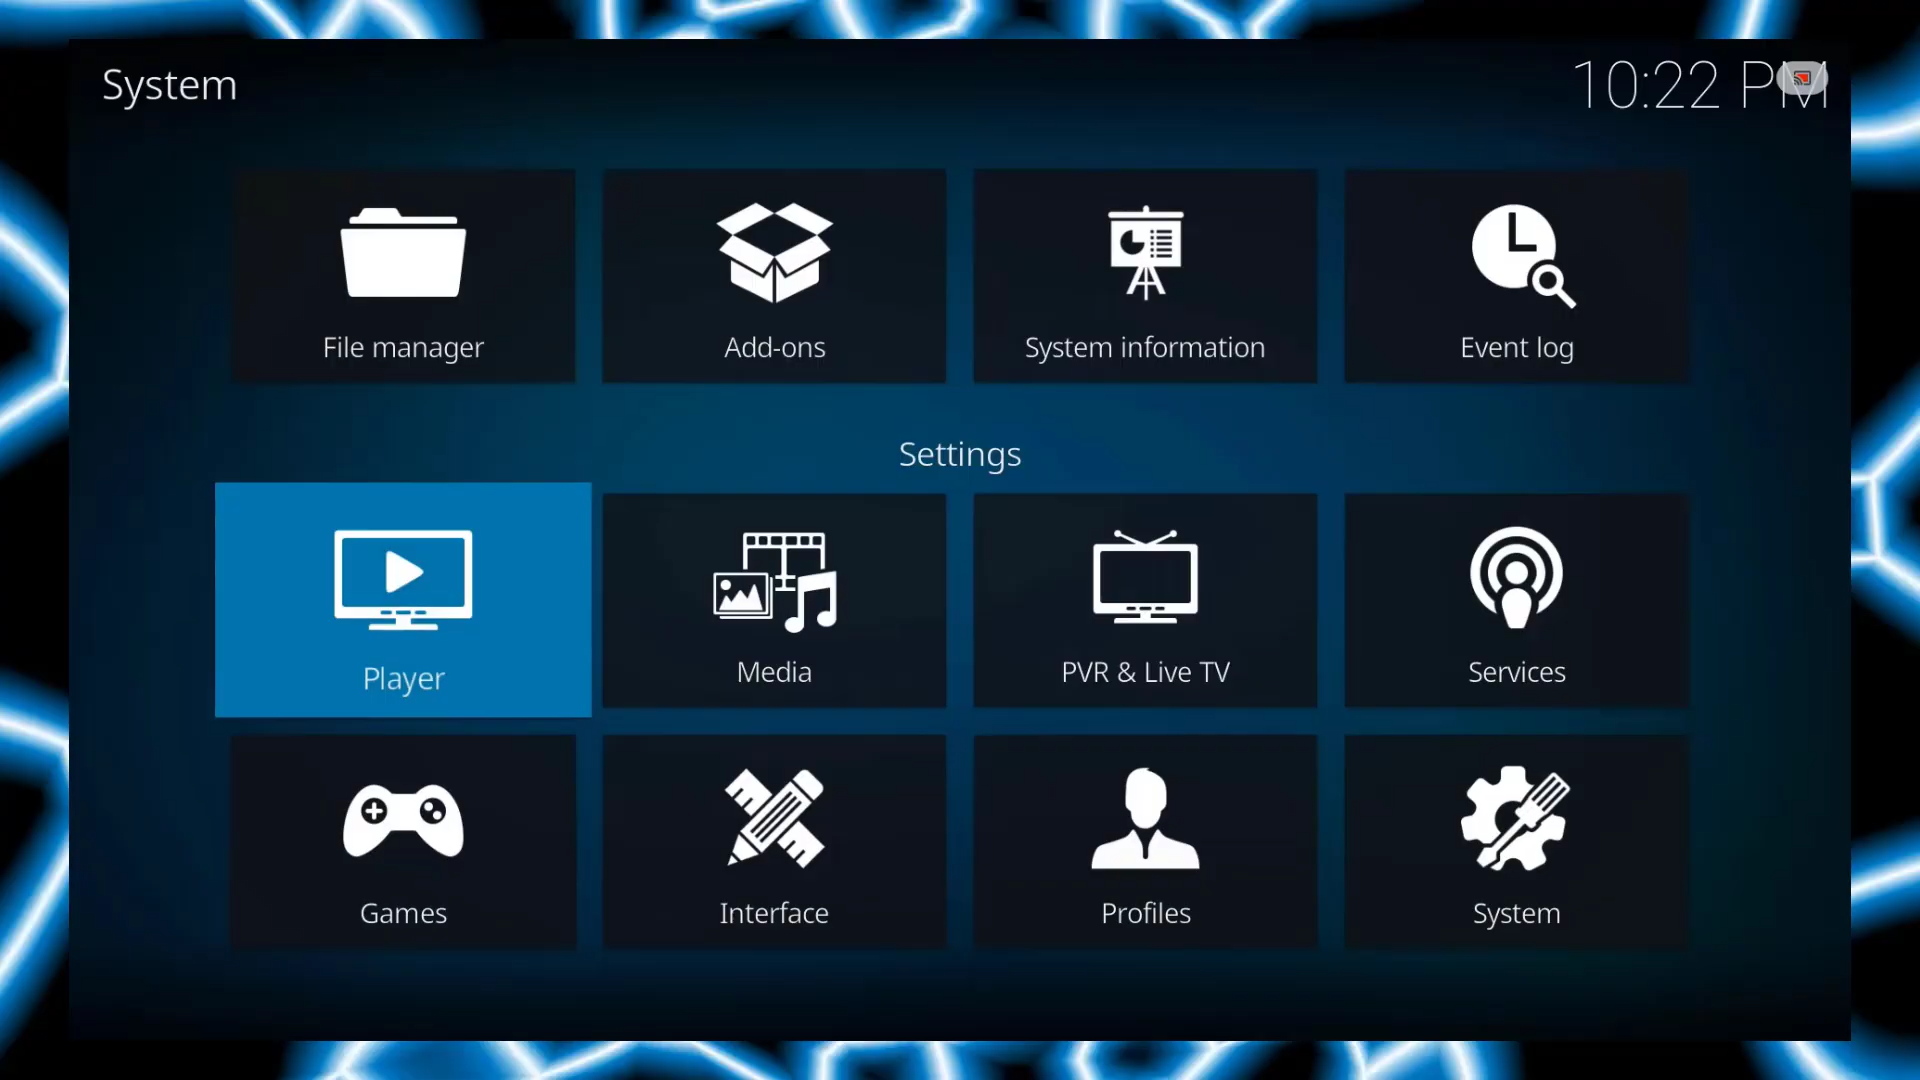 System
10:22 PM
File manager
Add-ons
System information
Event log
Settings
Player
Media
PVR & Live TV
Services
Games
Interface
Profiles
System